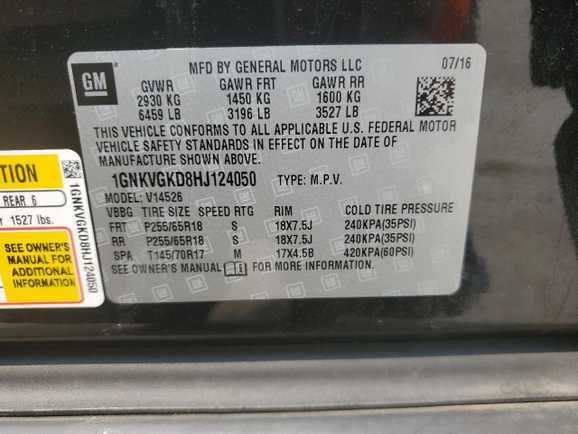 GM
MFD BY GENERAL MOTORS LLC 07/16
GVWR GAWR FRT GAWR RR
2930 KG 1450 KG 1600 KG
6459 LB 3196 LB 3527 LB
THIS VEHICLE CONFORMS TO ALL APPLICABLE U.S. FEDERAL MOTOR
VEHICLE SAFETY STANDARDS IN EFFECT ON THE DATE OF
MANUFACTURE SHOWN ABOVE.
1GNKVGKD8HJ124050 TYPE: M.P.V.
MODEL: V14526
VBBG TIRE SIZE SPEED RTG RIM COLD TIRE PRESSURE
FRT P255/65R18 S 18X7.5J 240KPA(35PSI)
RR P255/65R18 S 18X7.5J 240KPA(35PSI)
SPA T145/70R17 M 17X4.5B 420KPA(60PSI)
SEE OWNER'S MANUAL i FOR MORE INFORMATION
ATION
REAR 6
1527 lbs.
SEE OWNER'S
MANUAL FOR
ADDITIONAL
INFORMATION
1GNKVGKD8HJ124050